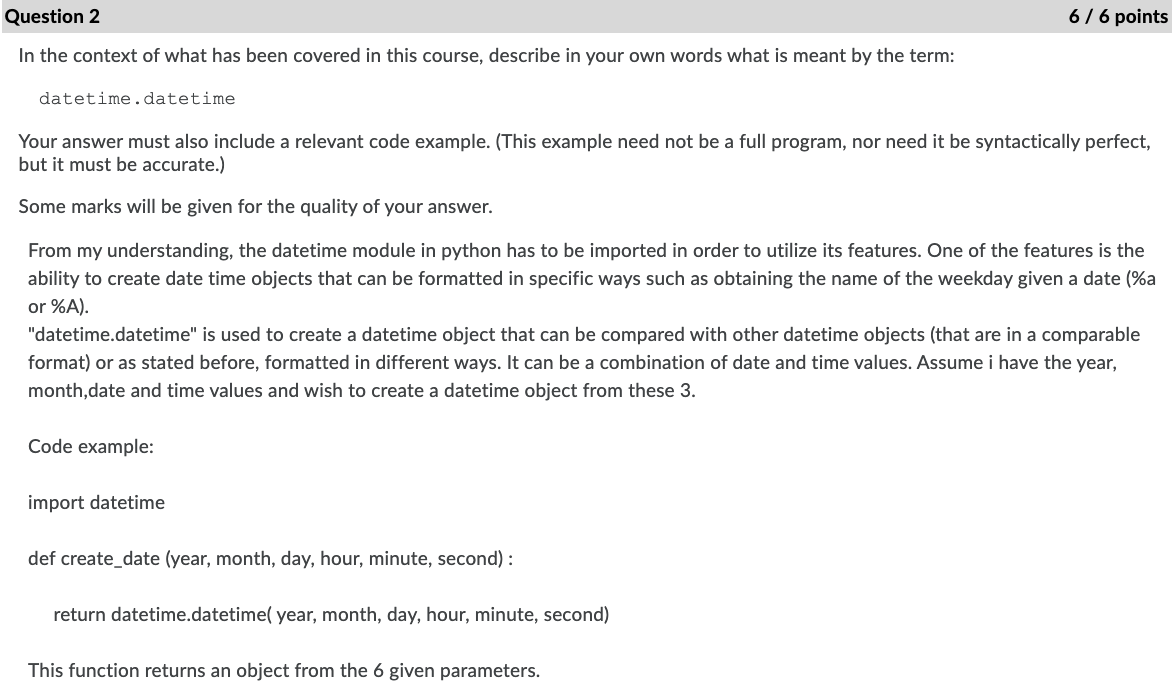 Question 2
6 / 6 points
In the context of what has been covered in this course, describe in your own words what is meant by the term:
datetime.datetime
Your answer must also include a relevant code example. (This example need not be a full program, nor need it be syntactically perfect,
but it must be accurate.)
Some marks will be given for the quality of your answer.
From my understanding, the datetime module in python has to be imported in order to utilize its features. One of the features is the
ability to create date time objects that can be formatted in specific ways such as obtaining the name of the weekday given a date (%a
or %A).
"datetime.datetime" is used to create a datetime object that can be compared with other datetime objects (that are in a comparable
format) or as stated before, formatted in different ways. It can be a combination of date and time values. Assume i have the year,
month,date and time values and wish to create a datetime object from these 3.
Code example:
import datetime
def create_date (year, month, day, hour, minute, second) :
return datetime.datetime( year, month, day, hour, minute, second)
This function returns an object from the 6 given parameters.